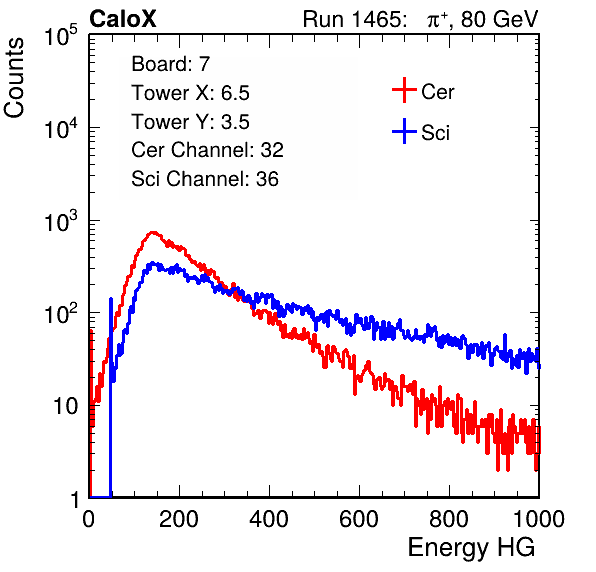 CaloX Run 1465: π⁺, 80 GeV
Counts
10⁵
10⁴
10³
10²
10
1
Board: 7
Tower X: 6.5
Tower Y: 3.5
Cer Channel: 32
Sci Channel: 36
Cer
Sci
0 200 400 600 800 1000
Energy HG